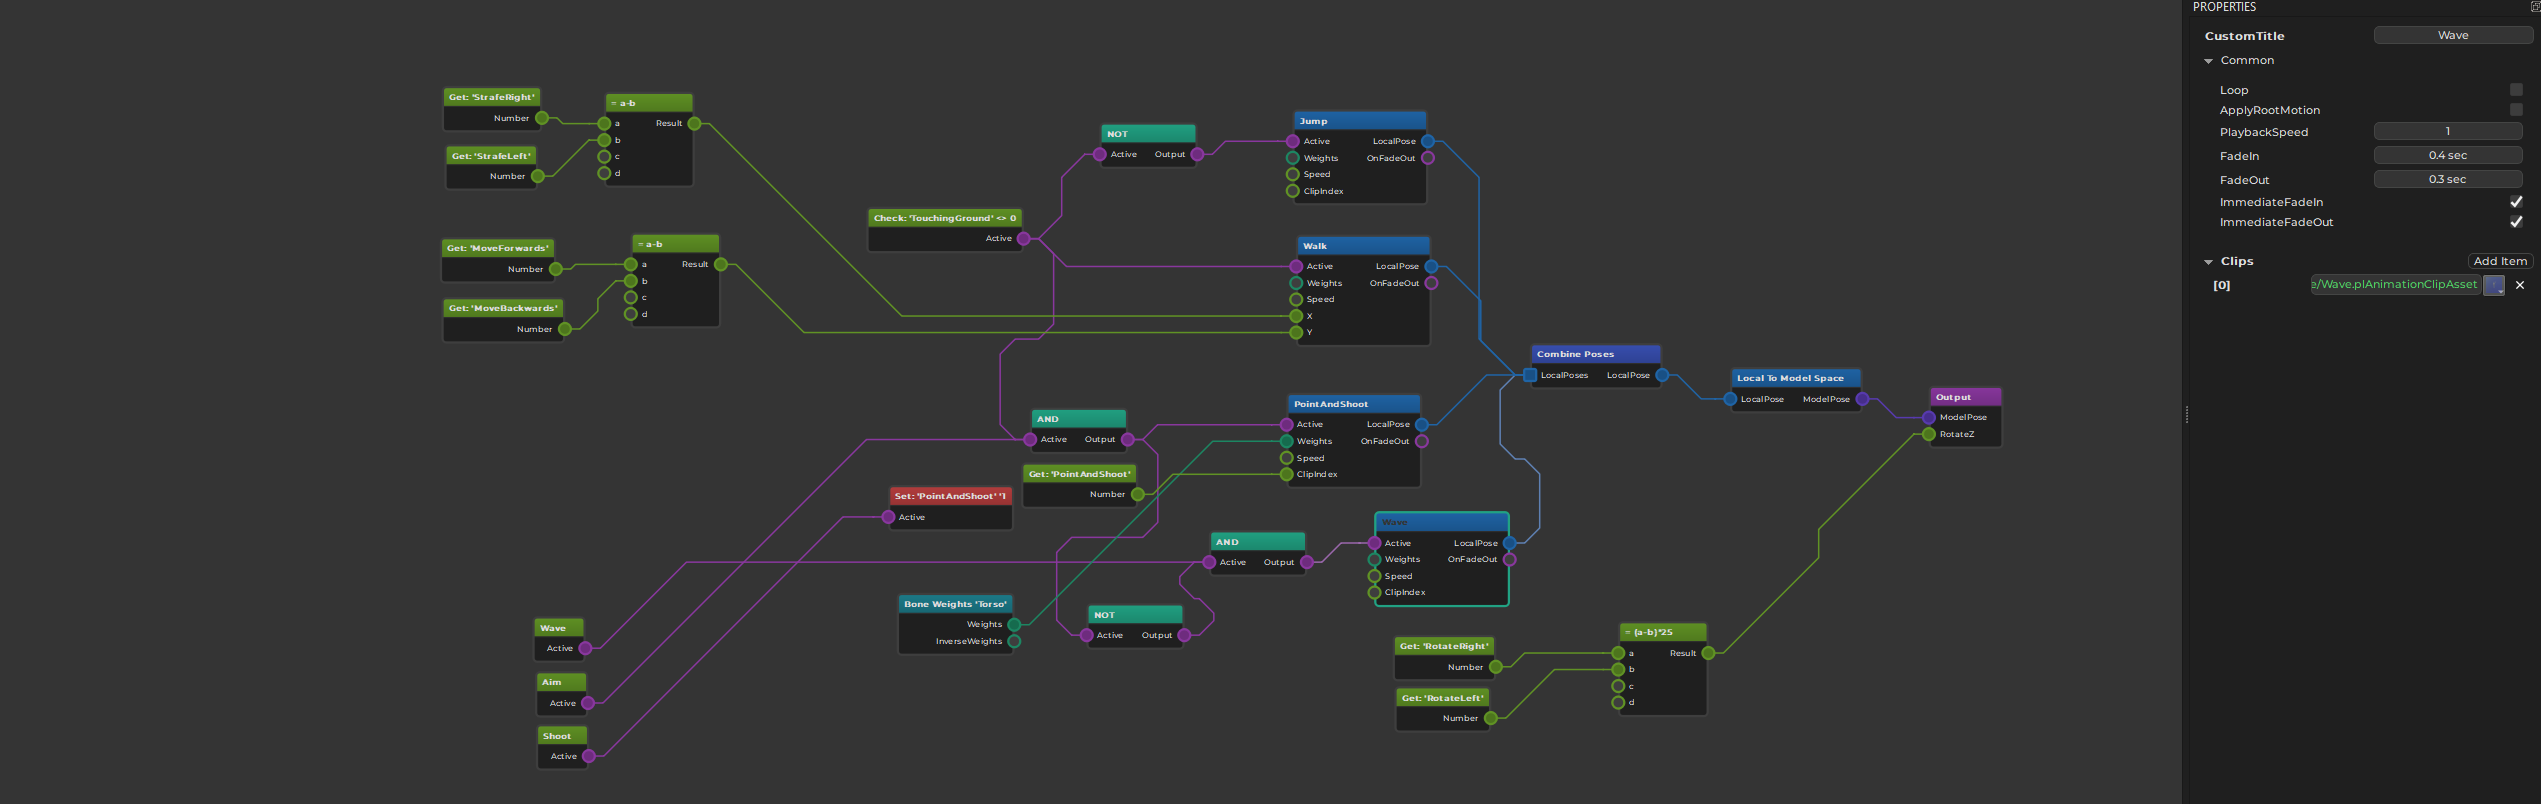 PROPERTIES
CustomTitle Wave
Common
Loop
ApplyRootMotion
PlaybackSpeed 1
FadeIn 0.4 sec
FadeOut 0.3 sec
ImmediateFadeIn
ImmediateFadeOut
Clips Add Item
[0] e/Wave.plAnimationClipAsset
Get: 'StrafeRight'
Number
Get: 'StrafeLeft'
Number
= a-b
a Result
b
c
d
Get: 'MoveForwards'
Number
Get: 'MoveBackwards'
Number
= a-b
a Result
b
c
d
Check: 'TouchingGround' <> 0
Active
NOT
Active Output
Jump
Active LocalPose
Weights OnFadeOut
Speed
ClipIndex
Walk
Active LocalPose
Weights OnFadeOut
Speed
X
Y
Combine Poses
LocalPoses LocalPose
Local To Model Space
LocalPose ModelPose
Output
ModelPose
RotateZ
AND
Active Output
PointAndShoot
Active LocalPose
Weights OnFadeOut
Speed
ClipIndex
Get: 'PointAndShoot'
Number
Set: 'PointAndShoot' '1
Active
AND
Active Output
Wave
Active LocalPose
Weights OnFadeOut
Speed
ClipIndex
Bone Weights 'Torso'
Weights
InverseWeights
NOT
Active Output
Wave
Active
Aim
Active
Shoot
Active
Get: 'RotateRight'
Number
Get: 'RotateLeft'
Number
= (a-b)*25
a Result
b
c
d